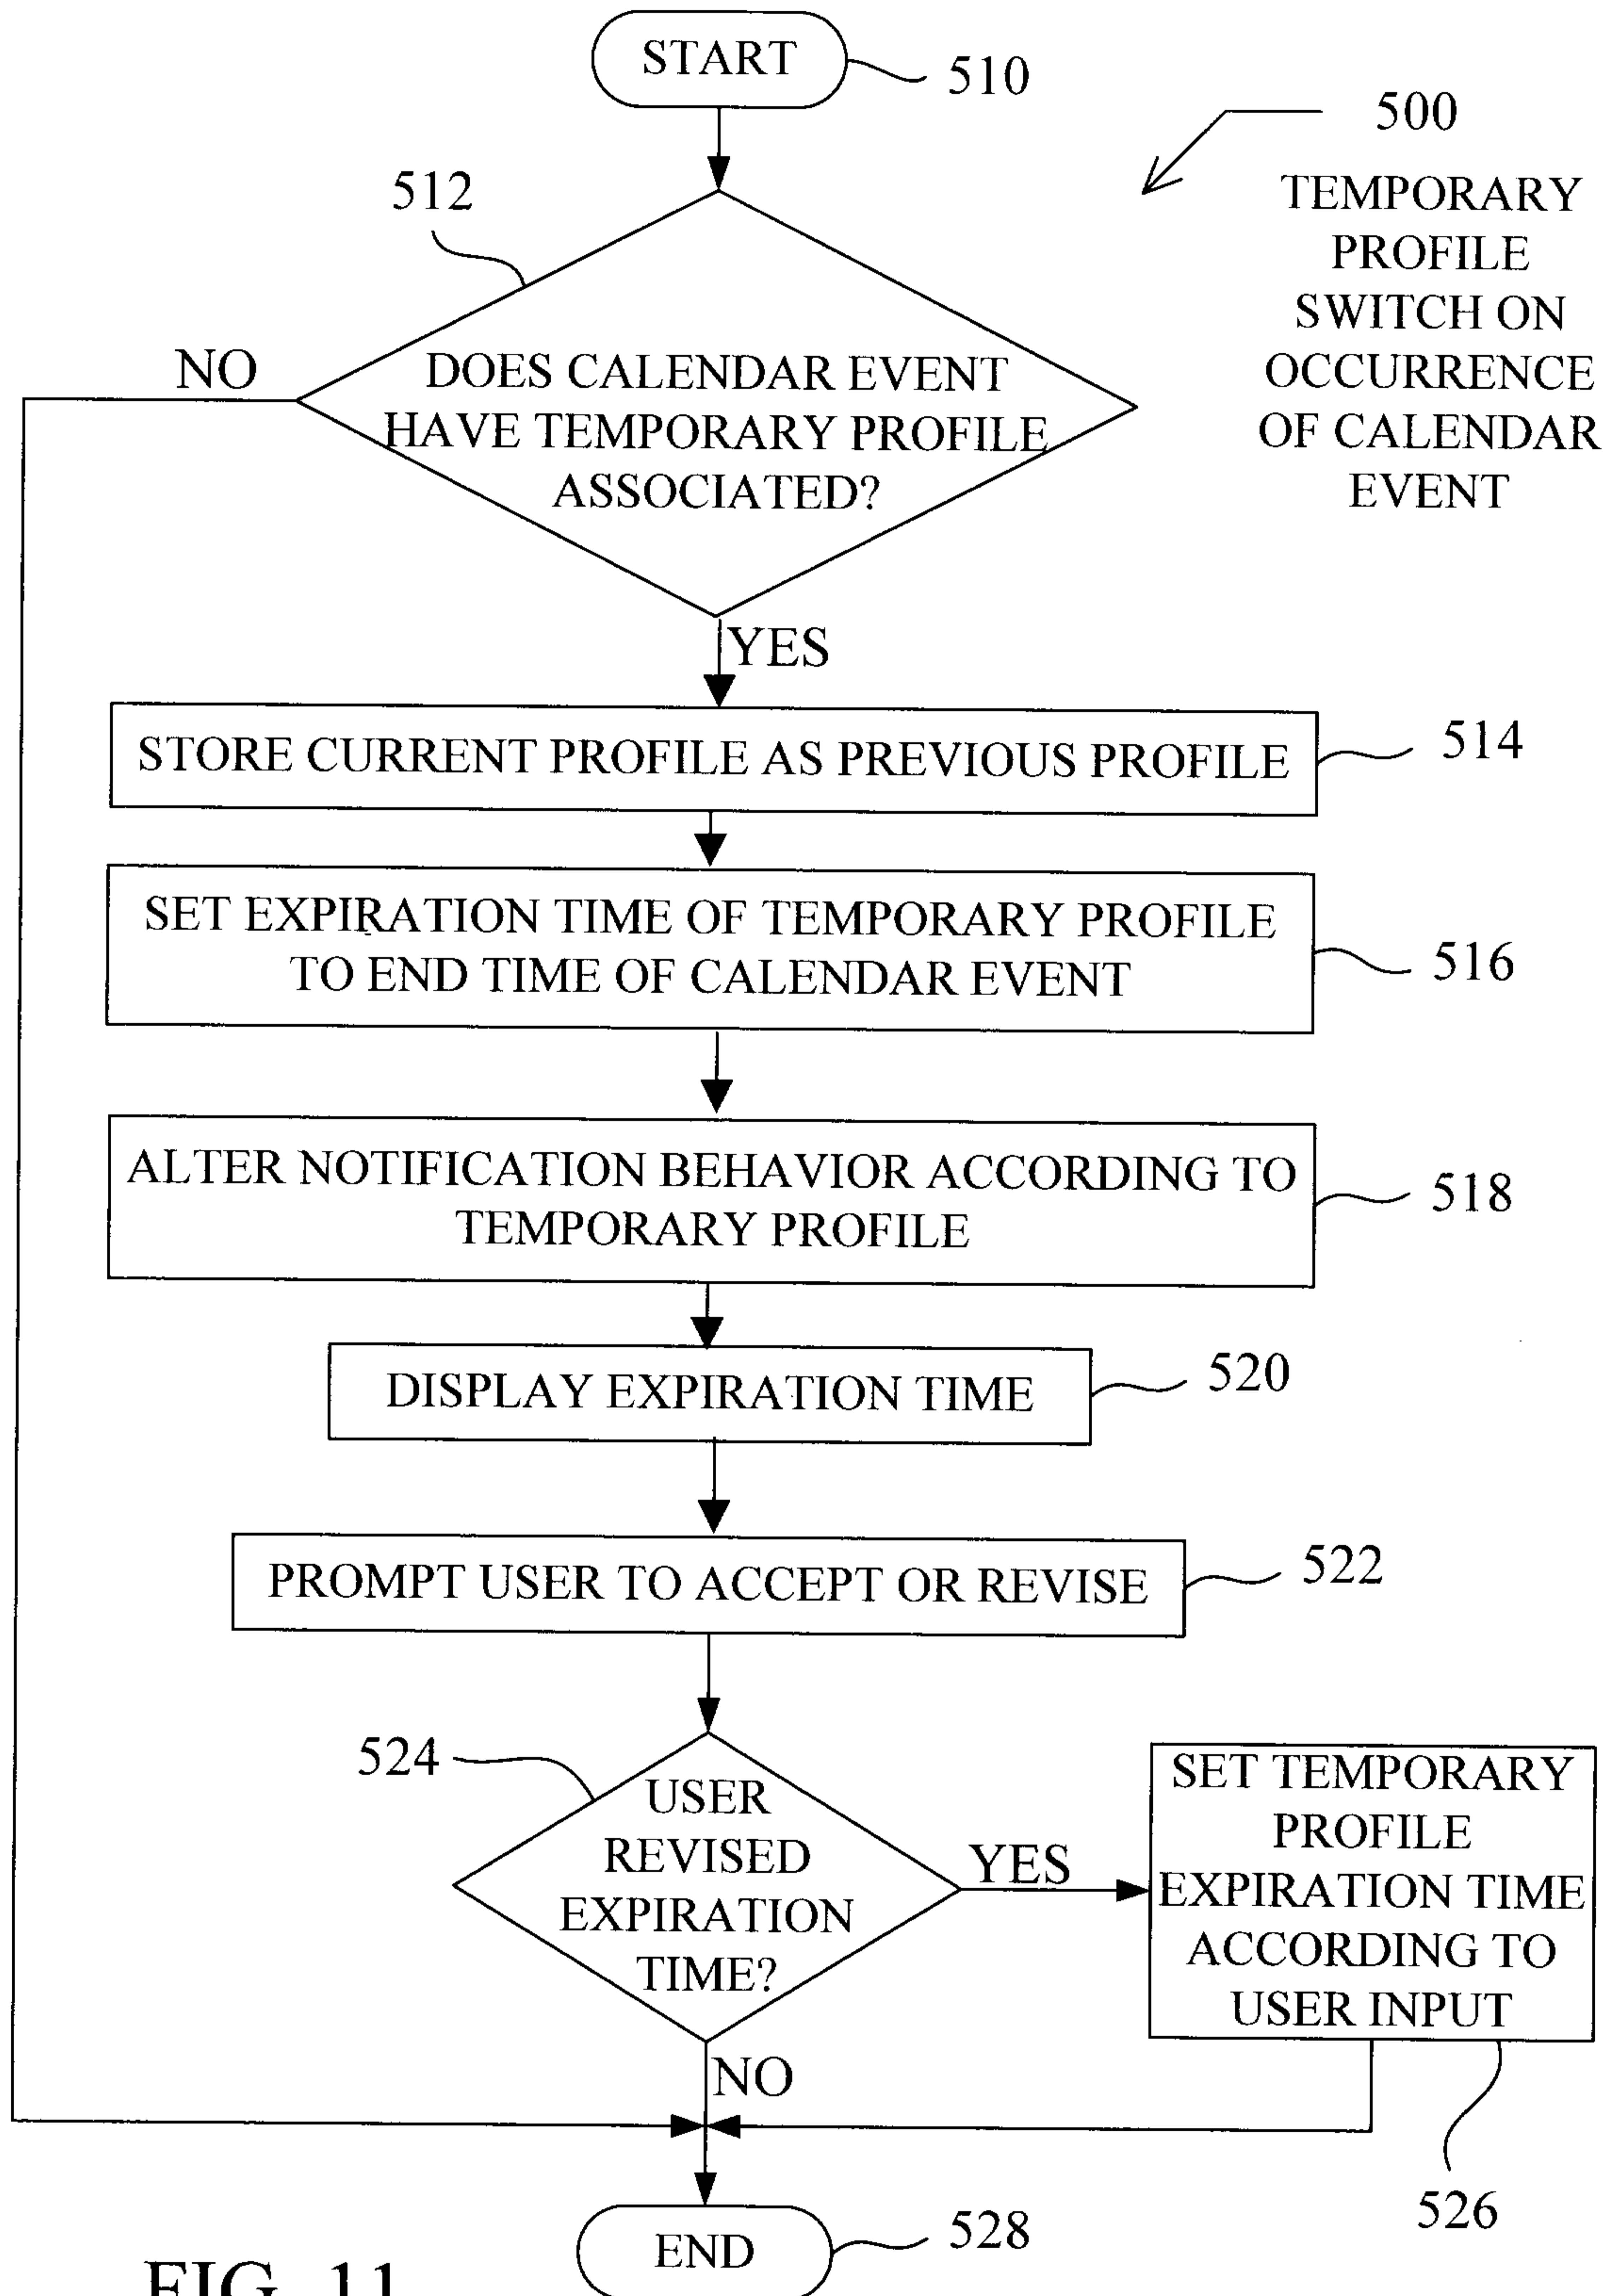 START
510
500
TEMPORARY
PROFILE
SWITCH ON
OCCURRENCE
OF CALENDAR
EVENT
512
NO
DOES CALENDAR EVENT
HAVE TEMPORARY PROFILE
ASSOCIATED?
YES
STORE CURRENT PROFILE AS PREVIOUS PROFILE
514
SET EXPIRATION TIME OF TEMPORARY PROFILE
TO END TIME OF CALENDAR EVENT
516
ALTER NOTIFICATION BEHAVIOR ACCORDING TO
TEMPORARY PROFILE
518
DISPLAY EXPIRATION TIME
520
PROMPT USER TO ACCEPT OR REVISE
522
524
USER
REVISED
EXPIRATION
TIME?
YES
SET TEMPORARY
PROFILE
EXPIRATION TIME
ACCORDING TO
USER INPUT
NO
526
END
528
FIG. 11